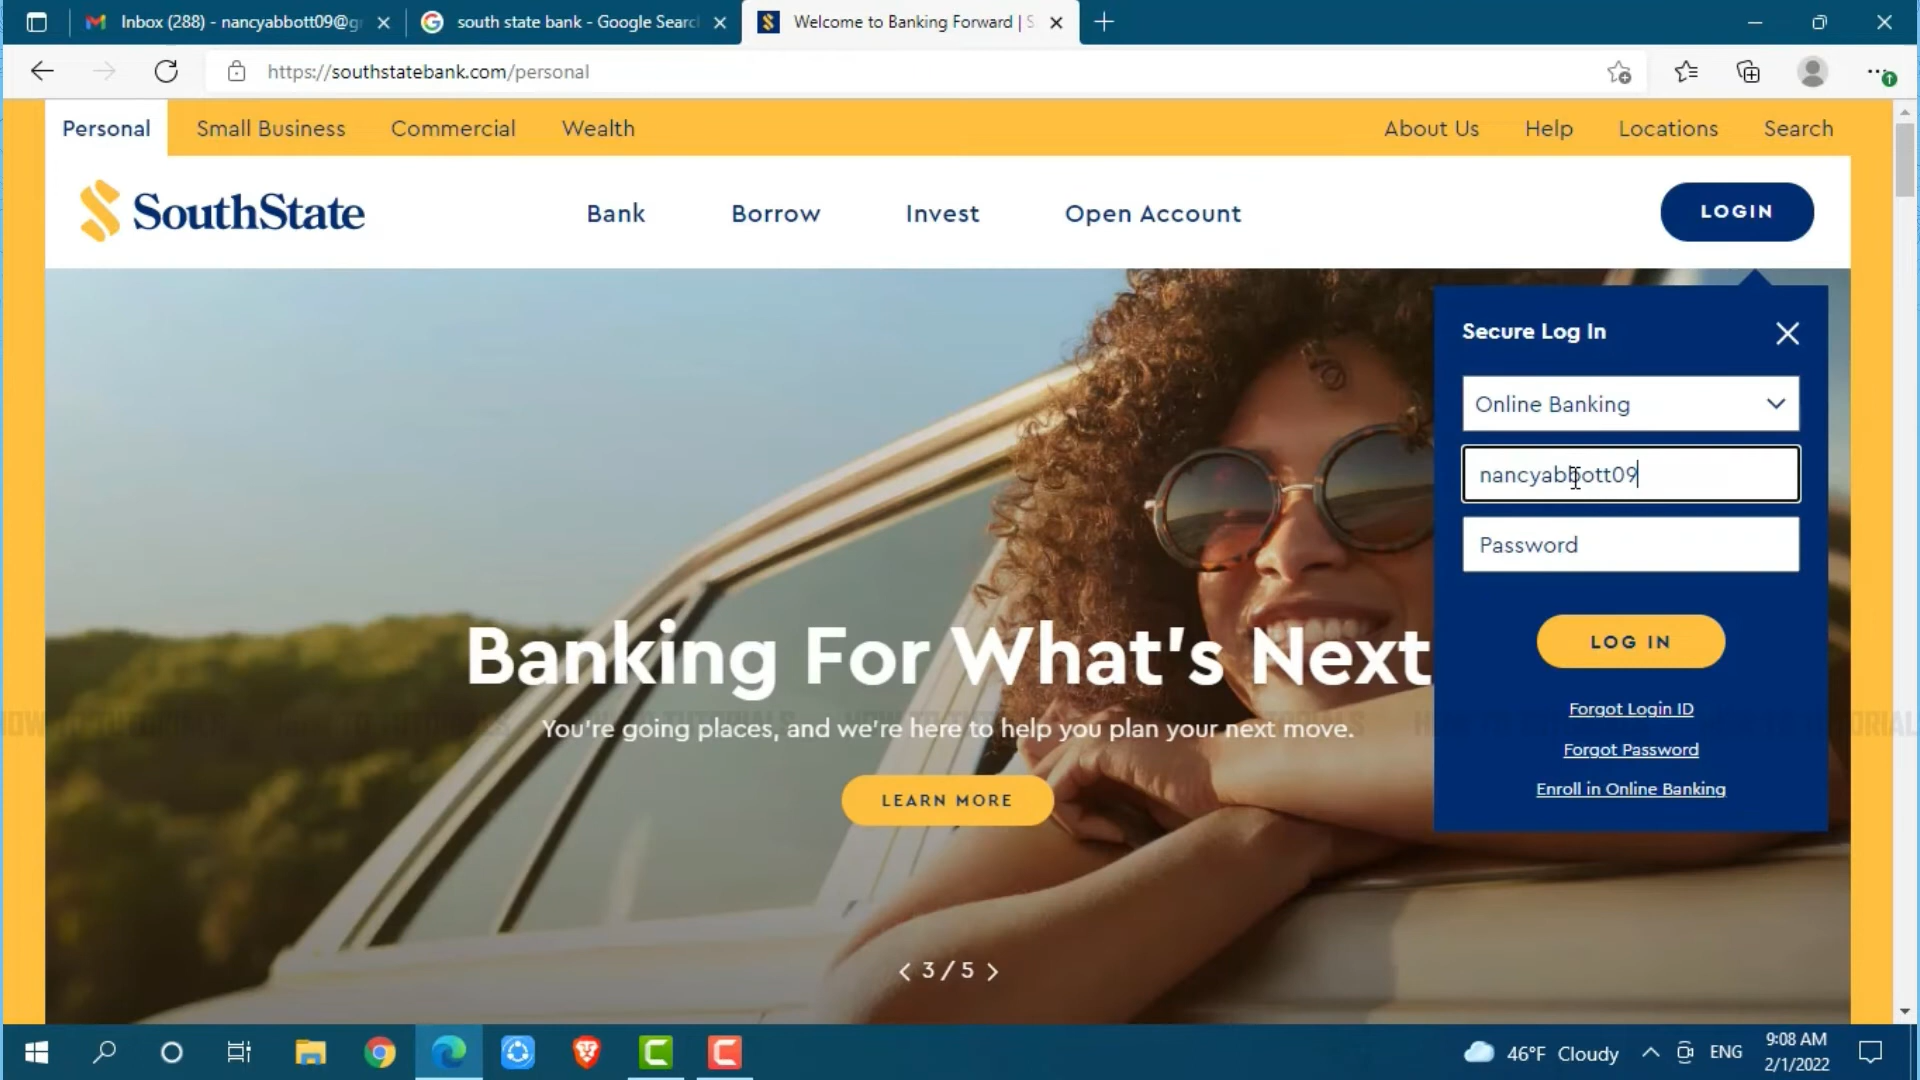 Inbox (288) - nancyabbott09@g
south state bank - Google Searc
Welcome to Banking Forward | S
https://southstatebank.com/personal
Personal Small Business Commercial Wealth About Us Help Locations Search
SouthState Bank Borrow Invest Open Account LOGIN
Secure Log In
Online Banking
nancyabbott09
Password
LOG IN
Forgot Login ID
Forgot Password
Enroll in Online Banking
Banking For What's Next
You're going places, and we're here to help you plan your next move.
LEARN MORE
< 3 / 5 >
46°F Cloudy ENG
9:08 AM
2/1/2022